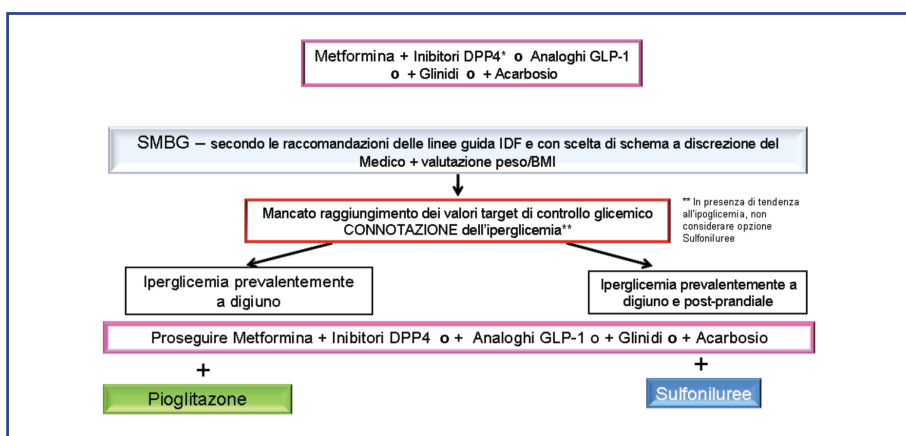 Metformina + Inibitori DPP4* o Analoghi GLP-1
o + Glinidi o + Acarbosio
SMBG – secondo le raccomandazioni delle linee guida IDF e con scelta di schema a discrezione del
Medico + valutazione peso/BMI
Mancato raggiungimento dei valori target di controllo glicemico
CONNOTAZIONE dell'iperglicemia**
** In presenza di tendenza
all'ipoglicemia, non
considerare opzione
Sulfoniluree
Iperglicemia prevalentemente
a digiuno
Iperglicemia prevalentemente a
digiuno e post-prandiale
Proseguire Metformina + Inibitori DPP4 o + Analoghi GLP-1 o + Glinidi o + Acarbosio
+
+
Pioglitazone
Sulfoniluree